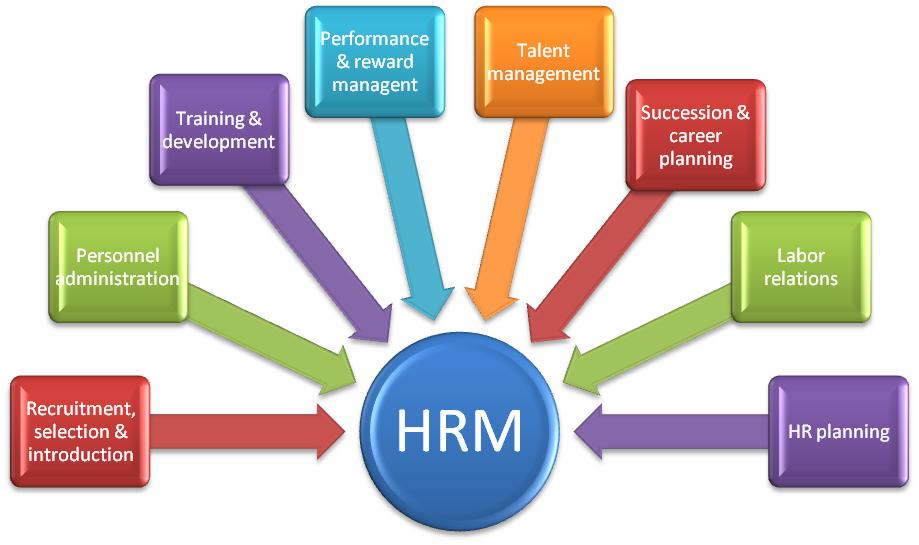 Performance
& reward
managent
Talent
management
Training &
development
Succession &
career
planning
Personnel
administration
Labor
relations
Recruitment,
selection &
introduction
HRM
HR planning